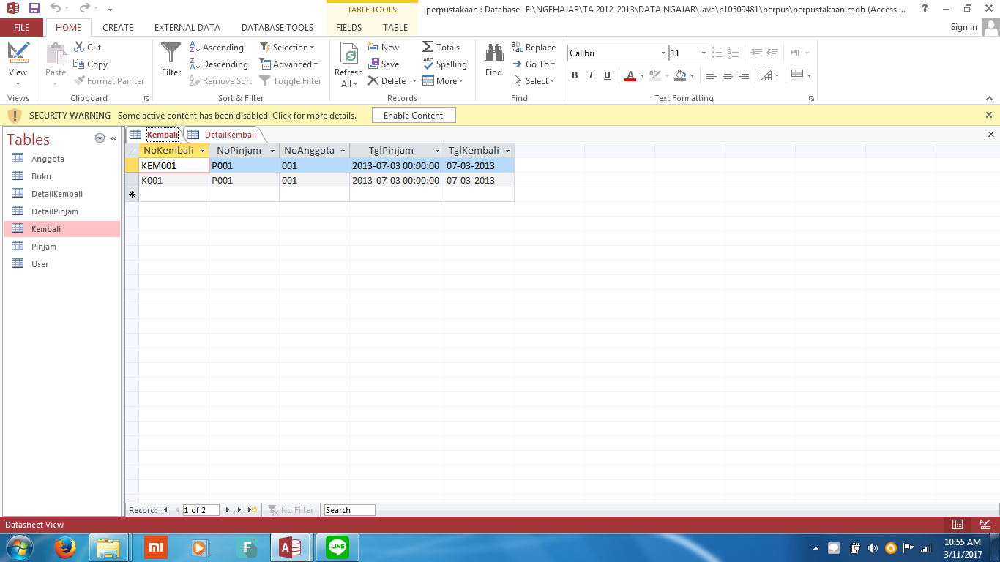 TABLE TOOLS
perpustakaan : Database- E:\NGEHAJAR\TA 2012-2013\DATA NGAJAR\Java\p10509481\perpus\perpustakaan.mdb (Access ...
FILE HOME CREATE EXTERNAL DATA DATABASE TOOLS FIELDS TABLE Sign in
View Paste Cut Copy Format Painter
Views Clipboard
Filter Ascending Descending Remove Sort Selection Advanced Toggle Filter
Sort & Filter
Refresh All New Save Delete Totals Spelling More
Records
Find Replace Go To Select
Find
Calibri 11
B I U A
Text Formatting
SECURITY WARNING Some active content has been disabled. Click for more details. Enable Content
Tables
Anggota
Buku
DetailKembali
DetailPinjam
Kembali
Pinjam
User
Kembali DetailKembali
NoKembali NoPinjam NoAnggota TglPinjam TglKembali
KEM001 P001 001 2013-07-03 00:00:00 07-03-2013
K001 P001 001 2013-07-03 00:00:00 07-03-2013
Record: 1 of 2 No Filter Search
Datasheet View
10:55 AM
3/11/2017